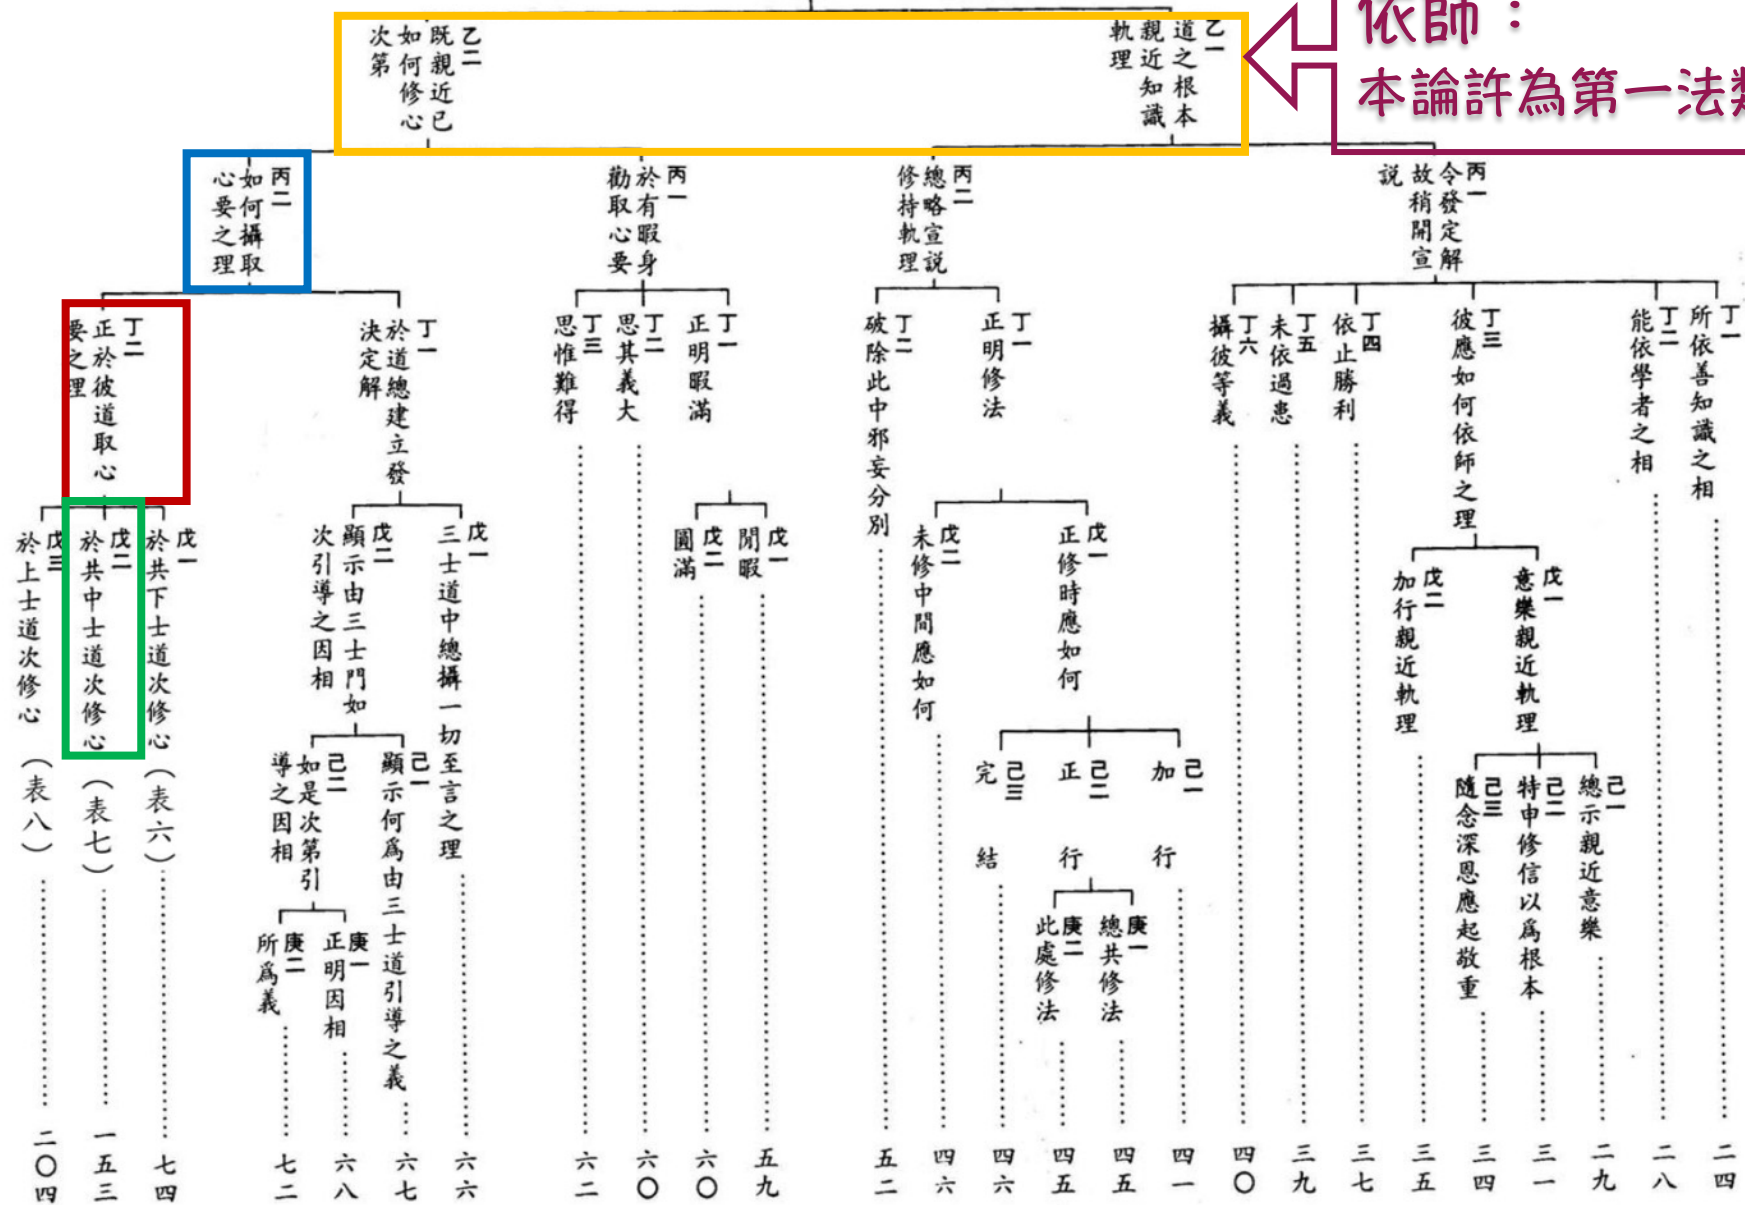 依師：
本論許為第一法類
乙一
道之根本
親近知識
軌理
乙二
既親近已
如何修心
次第
丙一
令發定解
故稍開宣
説
丙二
總略宣説
修持軌理
丙一
於有暇身
勸取心要
丙二
如何攝取
心要之理
丁一
所依善知識之相
丁二
能依學者之相
丁三
彼應如何依師之理
丁四
依止勝利
丁五
未依過患
丁六
攝彼等義
丁一
正明修法
丁二
破除此中邪妄分別
丁一
正明暇滿
丁二
思其義大
丁三
思惟難得
丁一
於道總建立發
決定解
丁二
正於彼道取心
要之理
戊一
意樂親近軌理
戊二
加行親近軌理
戊一
正修時應如何
戊二
未修中間應如何
戊一
閒暇
戊二
圓滿
戊一
三士道中總攝一切至言之理
戊二
顯示由三士門如
次引導之因相
戊一
於共下士道次修心（表六）
戊二
於共中士道次修心（表七）
戊三
於上士道次修心（表八）
己一
總示親近意樂
己二
特申修信以爲根本
己三
隨念深恩應起敬重
己一
加行
己二
正行
己三
完結
己一
顯示何爲由三士道引導之義
己二
如是次第引
導之因相
庚一
總共修法
庚二
此處修法
庚一
正明因相
庚二
所爲義
二四
二八
二九
三一
三四
三五
三七
三九
四〇
四一
四五
四五
四六
四六
五二
五九
六〇
六〇
六二
六六
六七
六八
七二
七四
一五三
二〇四